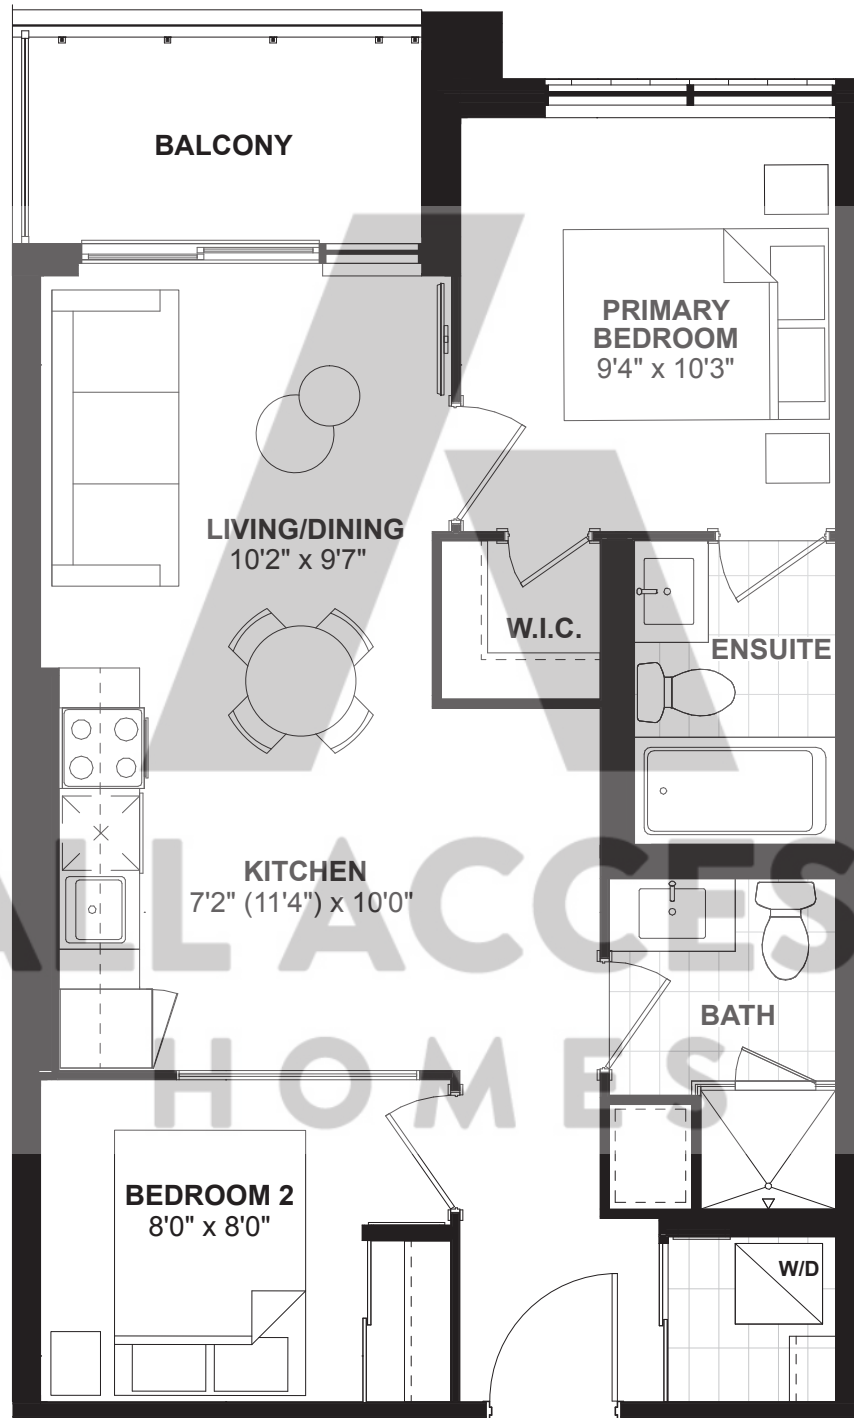 BALCONY
PRIMARY
BEDROOM
9'4" x 10'3"
LIVING/DINING
10'2" x 9'7"
W.I.C.
ENSUITE
KITCHEN
7'2" (11'4") x 10'0"
ALL ACCES
HOMES
BATH
BEDROOM 2
8'0" x 8'0"
W/D